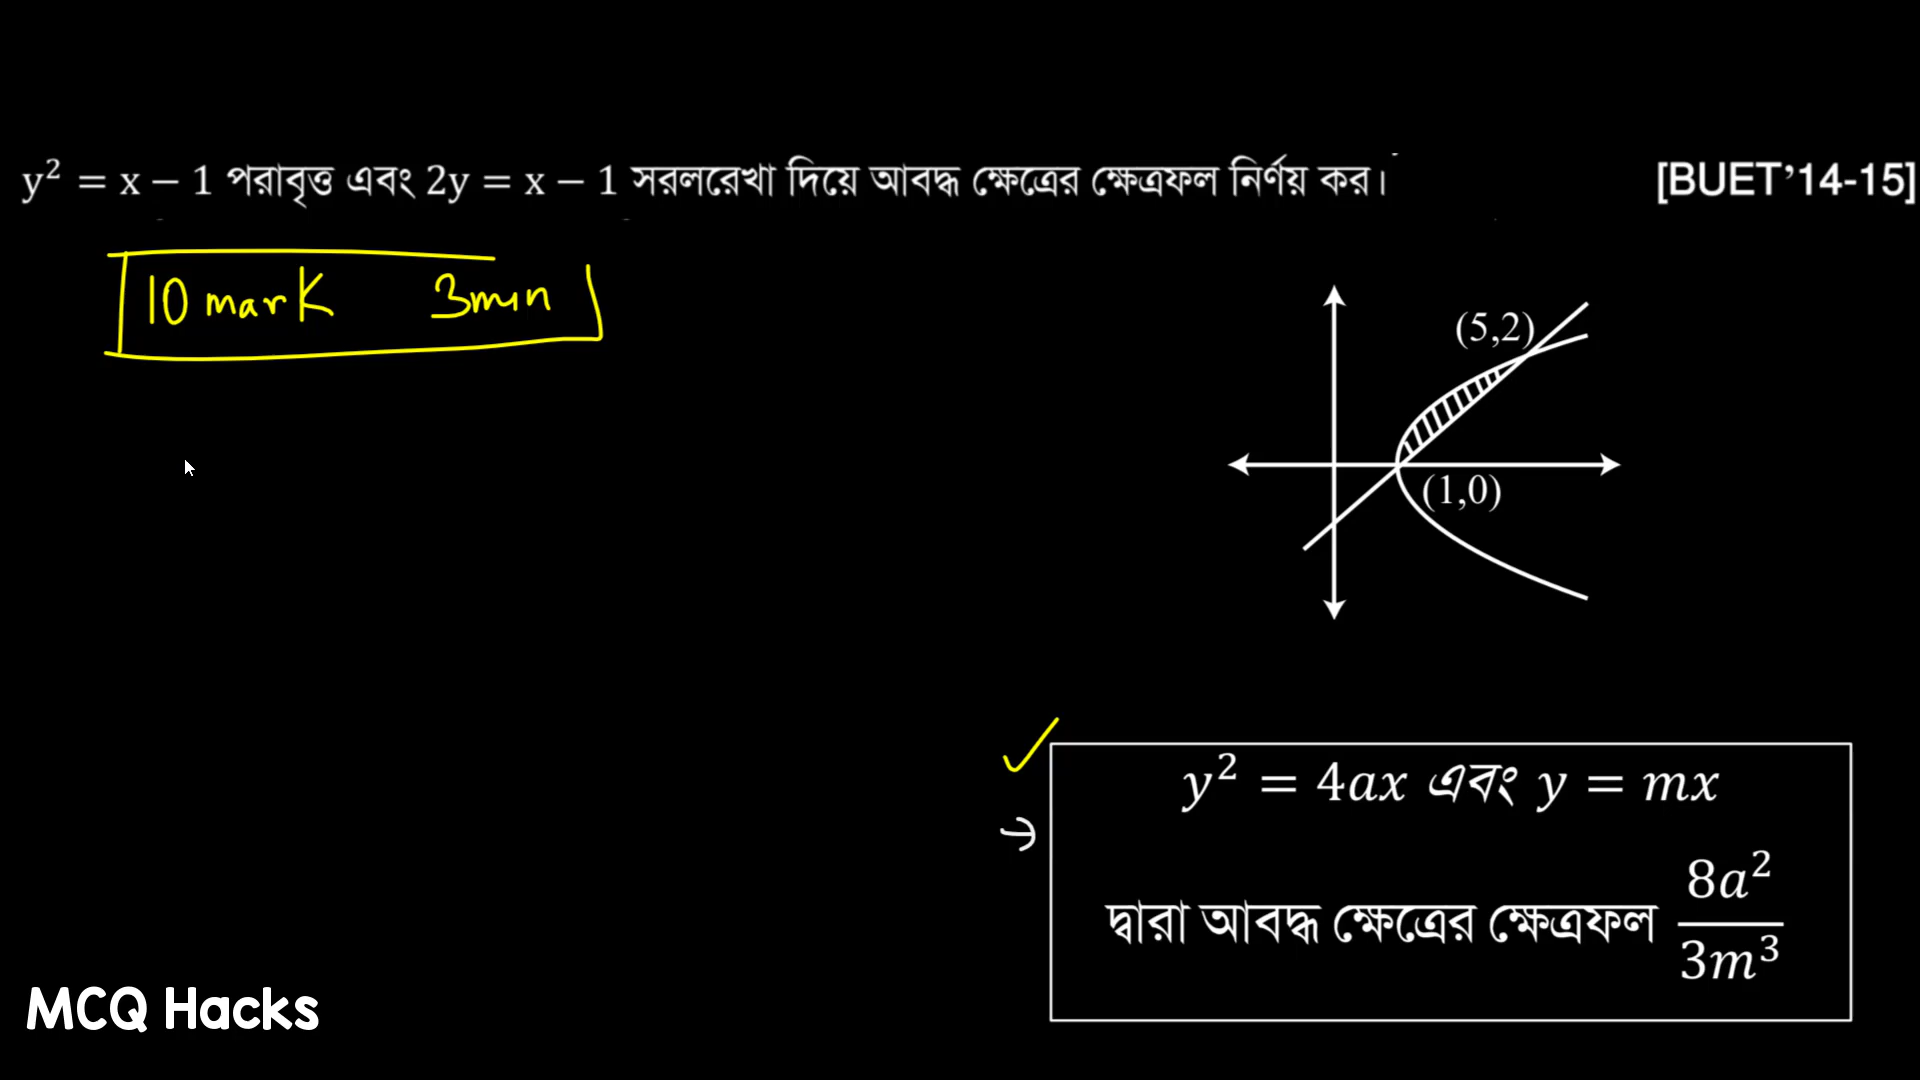 y² = x − 1 পরাবৃত্ত এবং 2y = x − 1 সরলরেখা দিয়ে আবদ্ধ ক্ষেত্রের ক্ষেত্রফল নির্ণয় কর। [BUET’14-15]
10 mark 3min
(5,2)
(1,0)
y² = 4ax এবং y = mx
দ্বারা আবদ্ধ ক্ষেত্রের ক্ষেত্রফল 8a²/3m³
MCQ Hacks